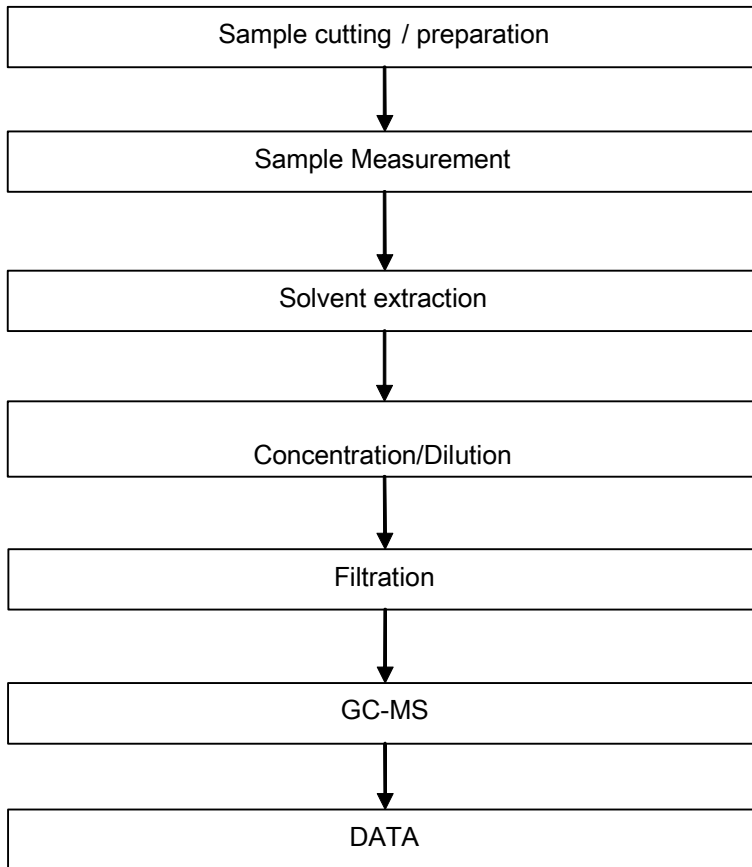 Sample cutting / preparation
Sample Measurement
Solvent extraction
Concentration/Dilution
Filtration
GC-MS
DATA